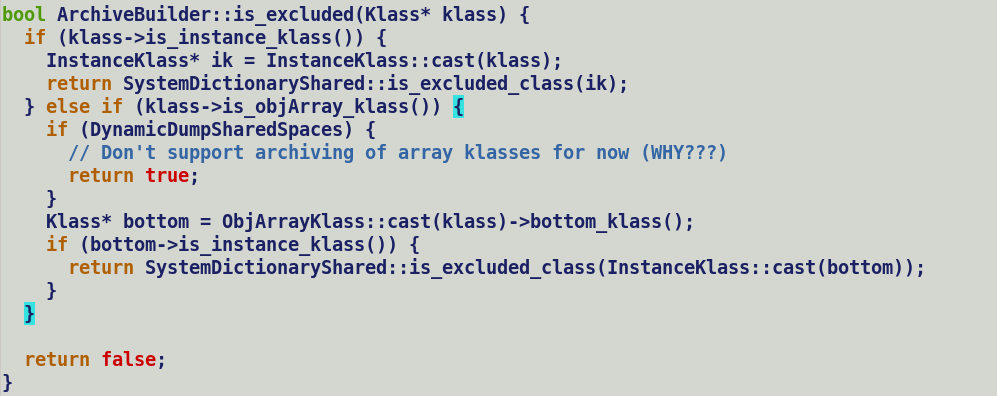 bool ArchiveBuilder::is_excluded(Klass* klass) {
  if (klass->is_instance_klass()) {
    InstanceKlass* ik = InstanceKlass::cast(klass);
    return SystemDictionaryShared::is_excluded_class(ik);
  } else if (klass->is_objArray_klass()) {
    if (DynamicDumpSharedSpaces) {
      // Don't support archiving of array klasses for now (WHY???)
      return true;
    }
    Klass* bottom = ObjArrayKlass::cast(klass)->bottom_klass();
    if (bottom->is_instance_klass()) {
      return SystemDictionaryShared::is_excluded_class(InstanceKlass::cast(bottom));
    }
  }

  return false;
}